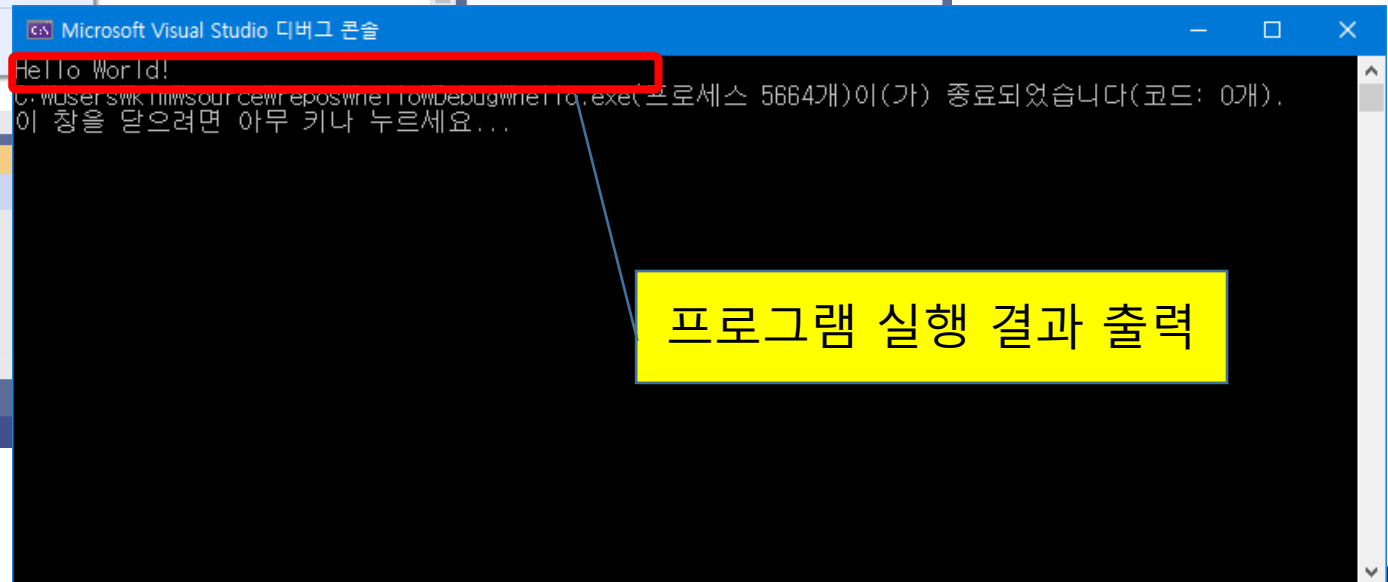 Microsoft Visual Studio 디버그 콘솔
Hello World!
C:₩Users₩kim₩source₩repos₩hello₩Debug₩hello.exe(프로세스 5664개)이(가) 종료되었습니다(코드: 0개).
이 창을 닫으려면 아무 키나 누르세요...
프로그램 실행 결과 출력